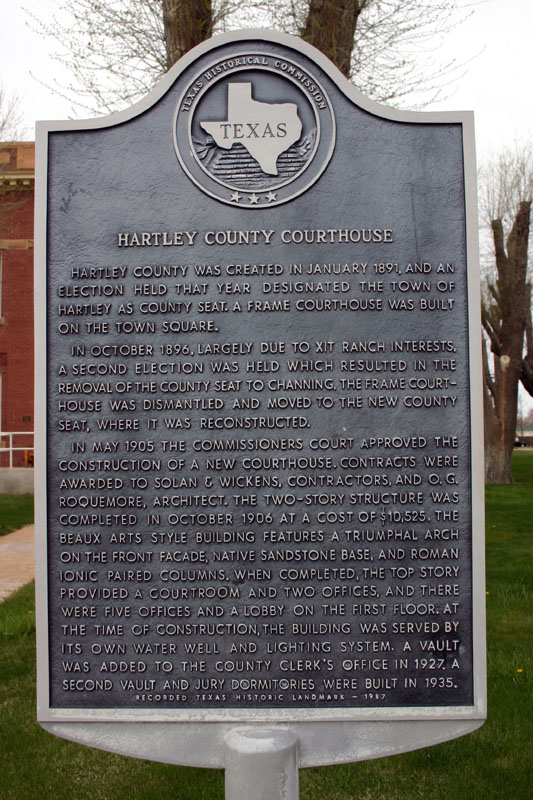 TEXAS HISTORICAL COMMISSION
TEXAS
HARTLEY COUNTY COURTHOUSE
HARTLEY COUNTY WAS CREATED IN JANUARY 1891, AND AN
ELECTION HELD THAT YEAR DESIGNATED THE TOWN OF
HARTLEY AS COUNTY SEAT. A FRAME COURTHOUSE WAS BUILT
ON THE TOWN SQUARE.
IN OCTOBER 1896, LARGELY DUE TO XIT RANCH INTERESTS,
A SECOND ELECTION WAS HELD WHICH RESULTED IN THE
REMOVAL OF THE COUNTY SEAT TO CHANNING. THE FRAME COURT-
HOUSE WAS DISMANTLED AND MOVED TO THE NEW COUNTY
SEAT, WHERE IT WAS RECONSTRUCTED.
IN MAY 1905 THE COMMISSIONERS COURT APPROVED THE
CONSTRUCTION OF A NEW COURTHOUSE. CONTRACTS WERE
AWARDED TO SOLAN & WICKENS, CONTRACTORS, AND O. G.
ROQUEMORE, ARCHITECT. THE TWO-STORY STRUCTURE WAS
COMPLETED IN OCTOBER 1906 AT A COST OF $10,525. THE
BEAUX ARTS STYLE BUILDING FEATURES A TRIUMPHAL ARCH
ON THE FRONT FACADE, NATIVE SANDSTONE BASE, AND ROMAN
IONIC PAIRED COLUMNS. WHEN COMPLETED, THE TOP STORY
PROVIDED A COURTROOM AND TWO OFFICES, AND THERE
WERE FIVE OFFICES AND A LOBBY ON THE FIRST FLOOR. AT
THE TIME OF CONSTRUCTION, THE BUILDING WAS SERVED BY
ITS OWN WATER WELL AND LIGHTING SYSTEM. A VAULT
WAS ADDED TO THE COUNTY CLERK'S OFFICE IN 1927. A
SECOND VAULT AND JURY DORMITORIES WERE BUILT IN 1935.
RECORDED TEXAS HISTORIC LANDMARK - 1987